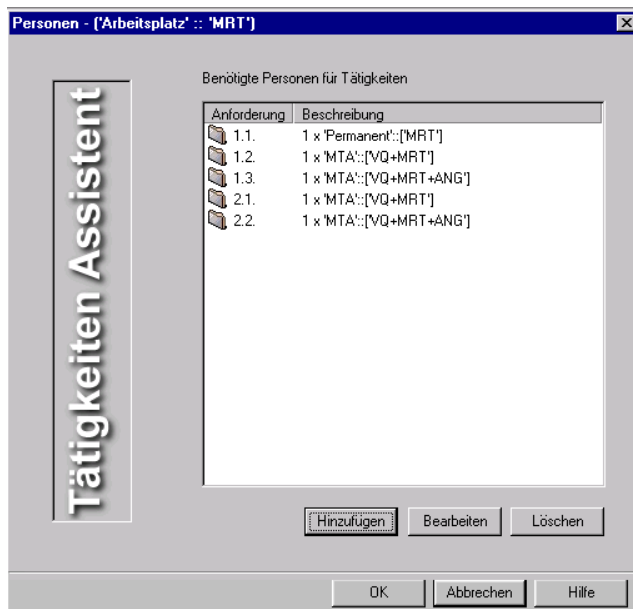 Personen - ('Arbeitsplatz' :: 'MRT')
Tätigkeiten Assistent
Benötigte Personen für Tätigkeiten
Anforderung Beschreibung
1.1. 1 x 'Permanent'::['MRT']
1.2. 1 x 'MTA'::['VQ+MRT']
1.3. 1 x 'MTA'::['VQ+MRT+ANG']
2.1. 1 x 'MTA'::['VQ+MRT']
2.2. 1 x 'MTA'::['VQ+MRT+ANG']
Hinzufügen Bearbeiten Löschen
OK Abbrechen Hilfe